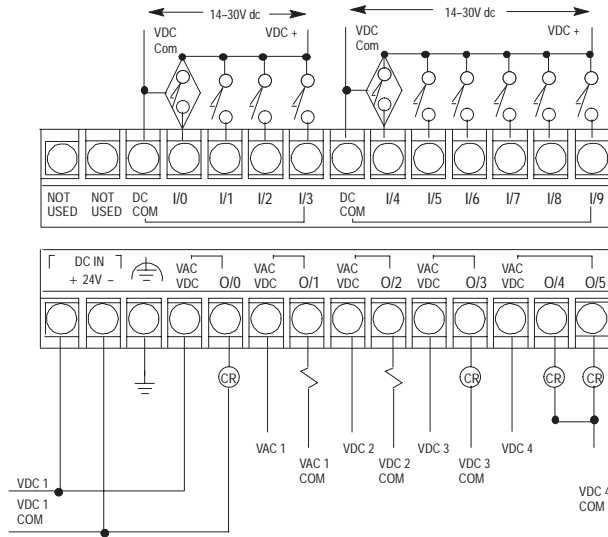 14–30V dc 14–30V dc
VDC Com VDC + VDC Com VDC +
NOT USED NOT USED DC COM I/0 I/1 I/2 I/3 DC COM I/4 I/5 I/6 I/7 I/8 I/9
DC IN
+ 24V –
VAC VDC O/0 VAC VDC O/1 VAC VDC O/2 VAC VDC O/3 VAC VDC O/4 O/5
CR CR CR CR
VAC 1 VAC 1 COM VDC 2 VDC 2 COM VDC 3 VDC 3 COM VDC 4 VDC 4 COM
VDC 1
VDC 1 COM